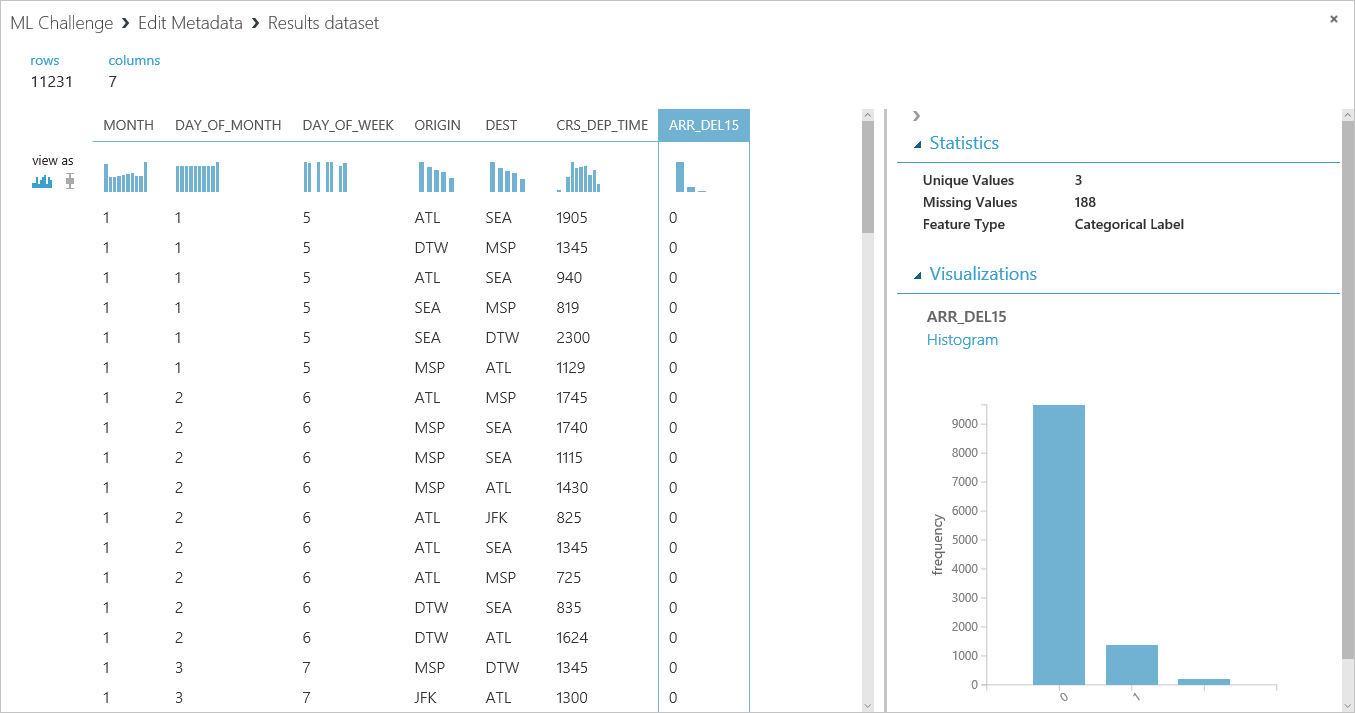 ML Challenge › Edit Metadata › Results dataset
×
rows columns
11231 7
MONTH DAY_OF_MONTH DAY_OF_WEEK ORIGIN DEST CRS_DEP_TIME ARR_DEL15
view as
1 1 5 ATL SEA 1905 0
1 1 5 DTW MSP 1345 0
1 1 5 ATL SEA 940 0
1 1 5 SEA MSP 819 0
1 1 5 SEA DTW 2300 0
1 1 5 MSP ATL 1129 0
1 2 6 ATL MSP 1745 0
1 2 6 MSP SEA 1740 0
1 2 6 MSP SEA 1115 0
1 2 6 MSP ATL 1430 0
1 2 6 ATL JFK 825 0
1 2 6 ATL SEA 1345 0
1 2 6 ATL MSP 725 0
1 2 6 DTW SEA 835 0
1 2 6 DTW ATL 1624 0
1 3 7 MSP DTW 1345 0
1 3 7 JFK ATL 1300 0
Statistics
Unique Values 3
Missing Values 188
Feature Type Categorical Label
Visualizations
ARR_DEL15
Histogram
frequency
9000
8000
7000
6000
5000
4000
3000
2000
1000
0
0 1